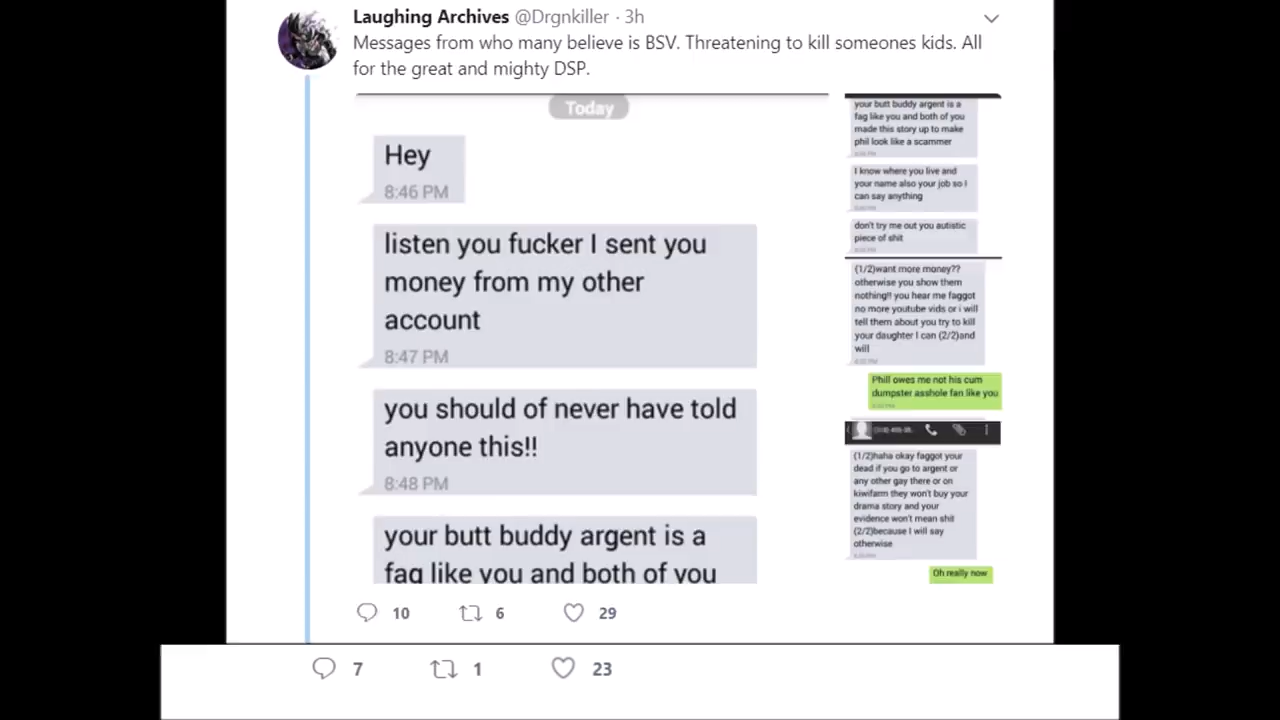 Laughing Archives @Drgnkiller · 3h
Messages from who many believe is BSV. Threatening to kill someones kids. All
for the great and mighty DSP.
Today
Hey
8:46 PM
listen you fucker I sent you
money from my other
account
8:47 PM
you should of never have told
anyone this!!
8:48 PM
your butt buddy argent is a
fag like you and both of you
your butt buddy argent is a
fag like you and both of you
made this story up to make
phil look like a scammer
I know where you live and
your name also your job so I
can say anything
don't try me out you autistic
piece of shit
(1/2)want more money??
otherwise you show them
nothing!! you hear me faggot
no more youtube vids or i will
tell them about you try to kill
your daughter I can (2/2)and
will
Phill owes me not his cum
dumpster asshole fan like you
(1/2)haha okay faggot your
dead if you go to argent or
any other gay there or on
kiwifarm they won't buy your
drama story and your
evidence won't mean shit
(2/2)because I will say
otherwise
Oh really now
10 6 29
7 1 23